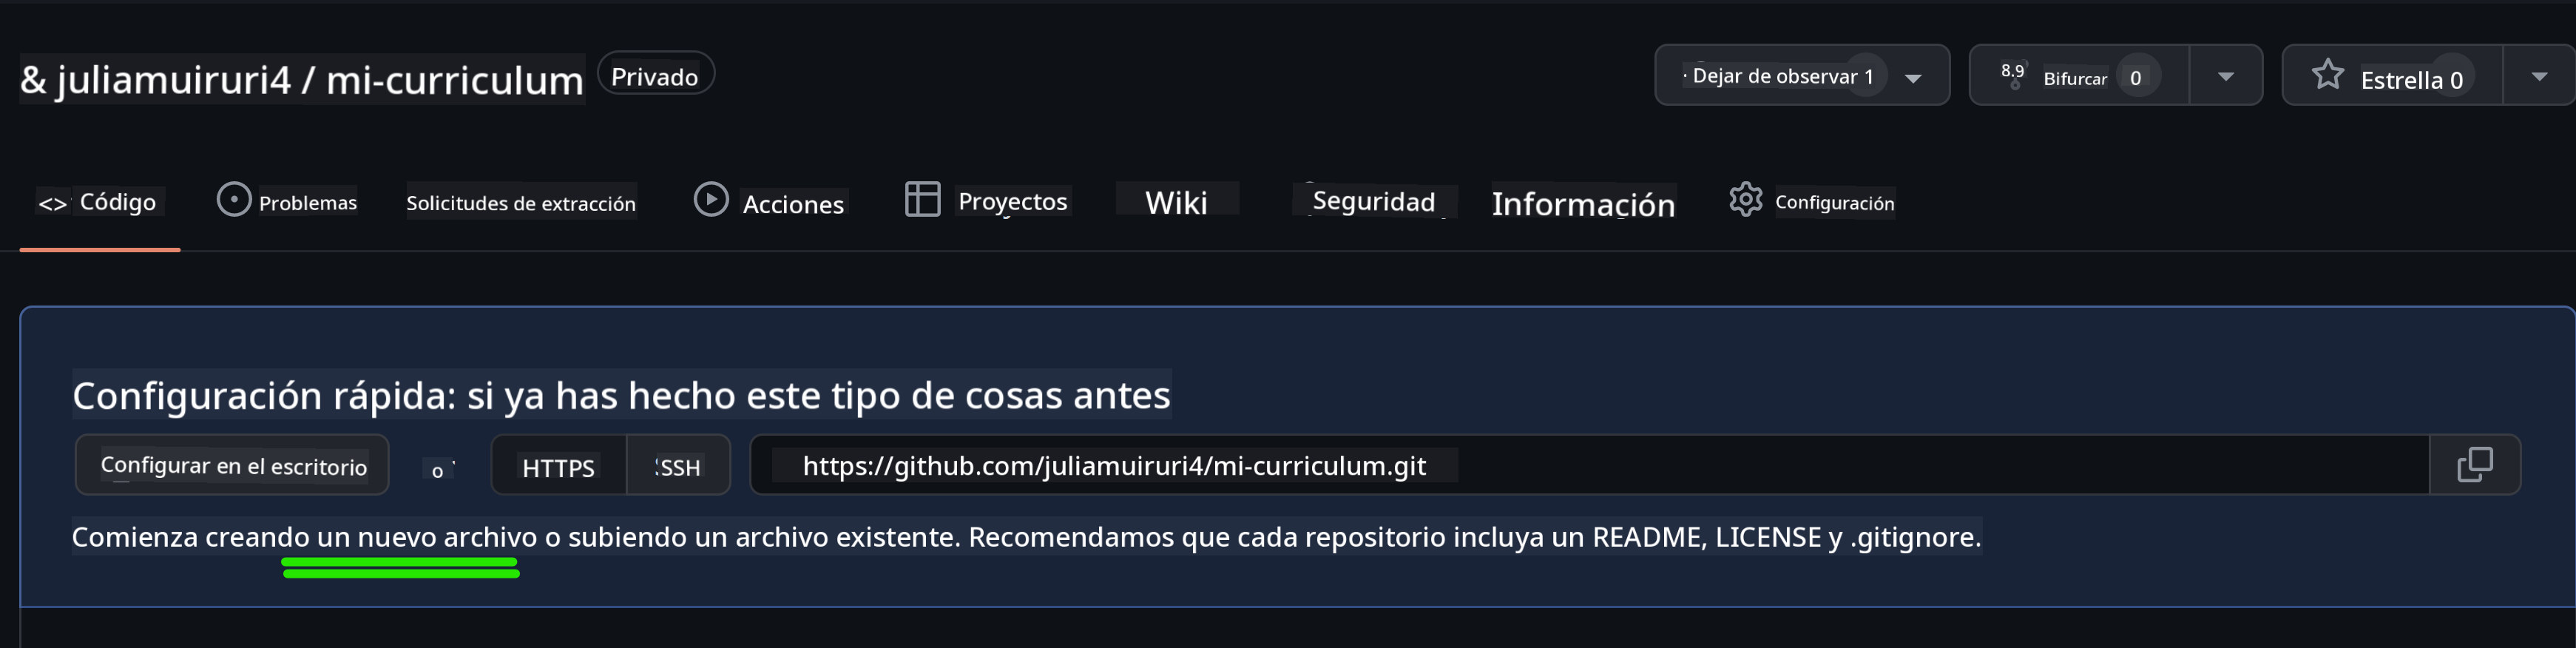 & juliamuiruri4 / mi-curriculum Privado · Dejar de observar 1 8.9 Bifurcar 0 Estrella 0
<> Código Problemas Solicitudes de extracción Acciones Proyectos Wiki Seguridad Información Configuración
Configuración rápida: si ya has hecho este tipo de cosas antes
Configurar en el escritorio o HTTPS SSH https://github.com/juliamuiruri4/mi-curriculum.git
Comienza creando un nuevo archivo o subiendo un archivo existente. Recomendamos que cada repositorio incluya un README, LICENSE y .gitignore.